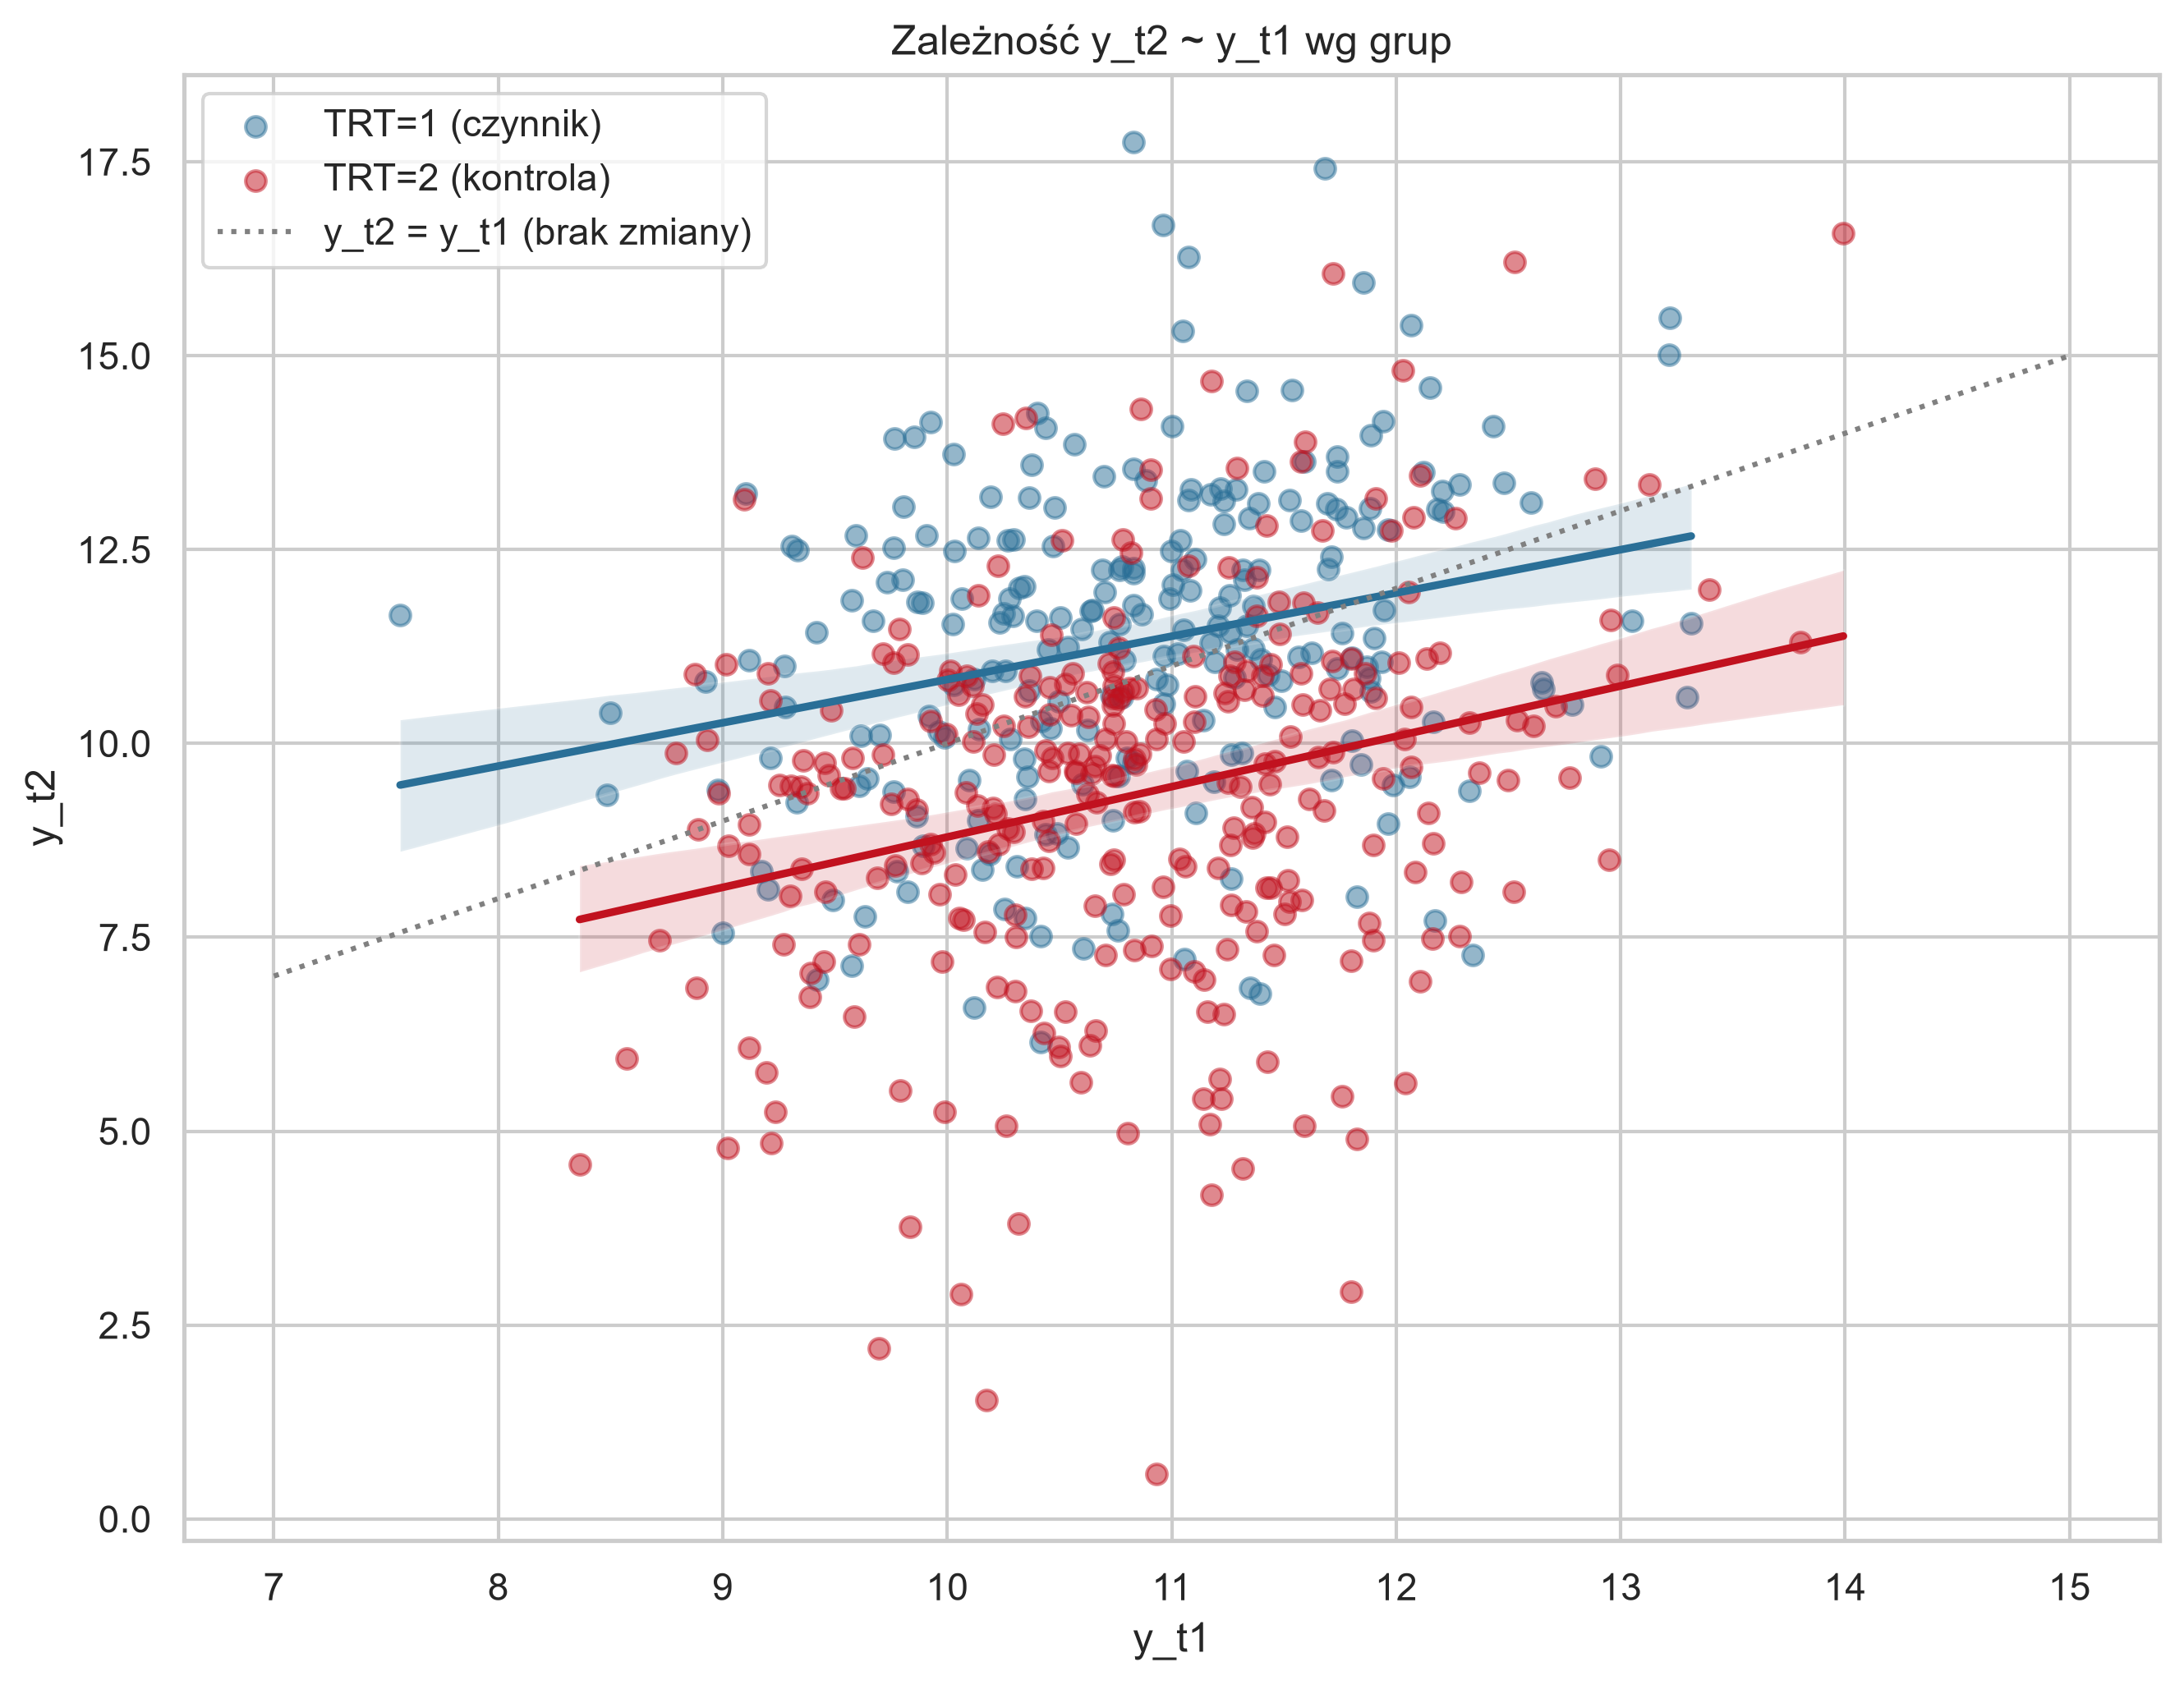 Zależność y_t2 ~ y_t1 wg grup
TRT=1 (czynnik)
TRT=2 (kontrola)
y_t2 = y_t1 (brak zmiany)
17.5
15.0
12.5
10.0
7.5
5.0
2.5
0.0
y_t2
7 8 9 10 11 12 13 14 15
y_t1